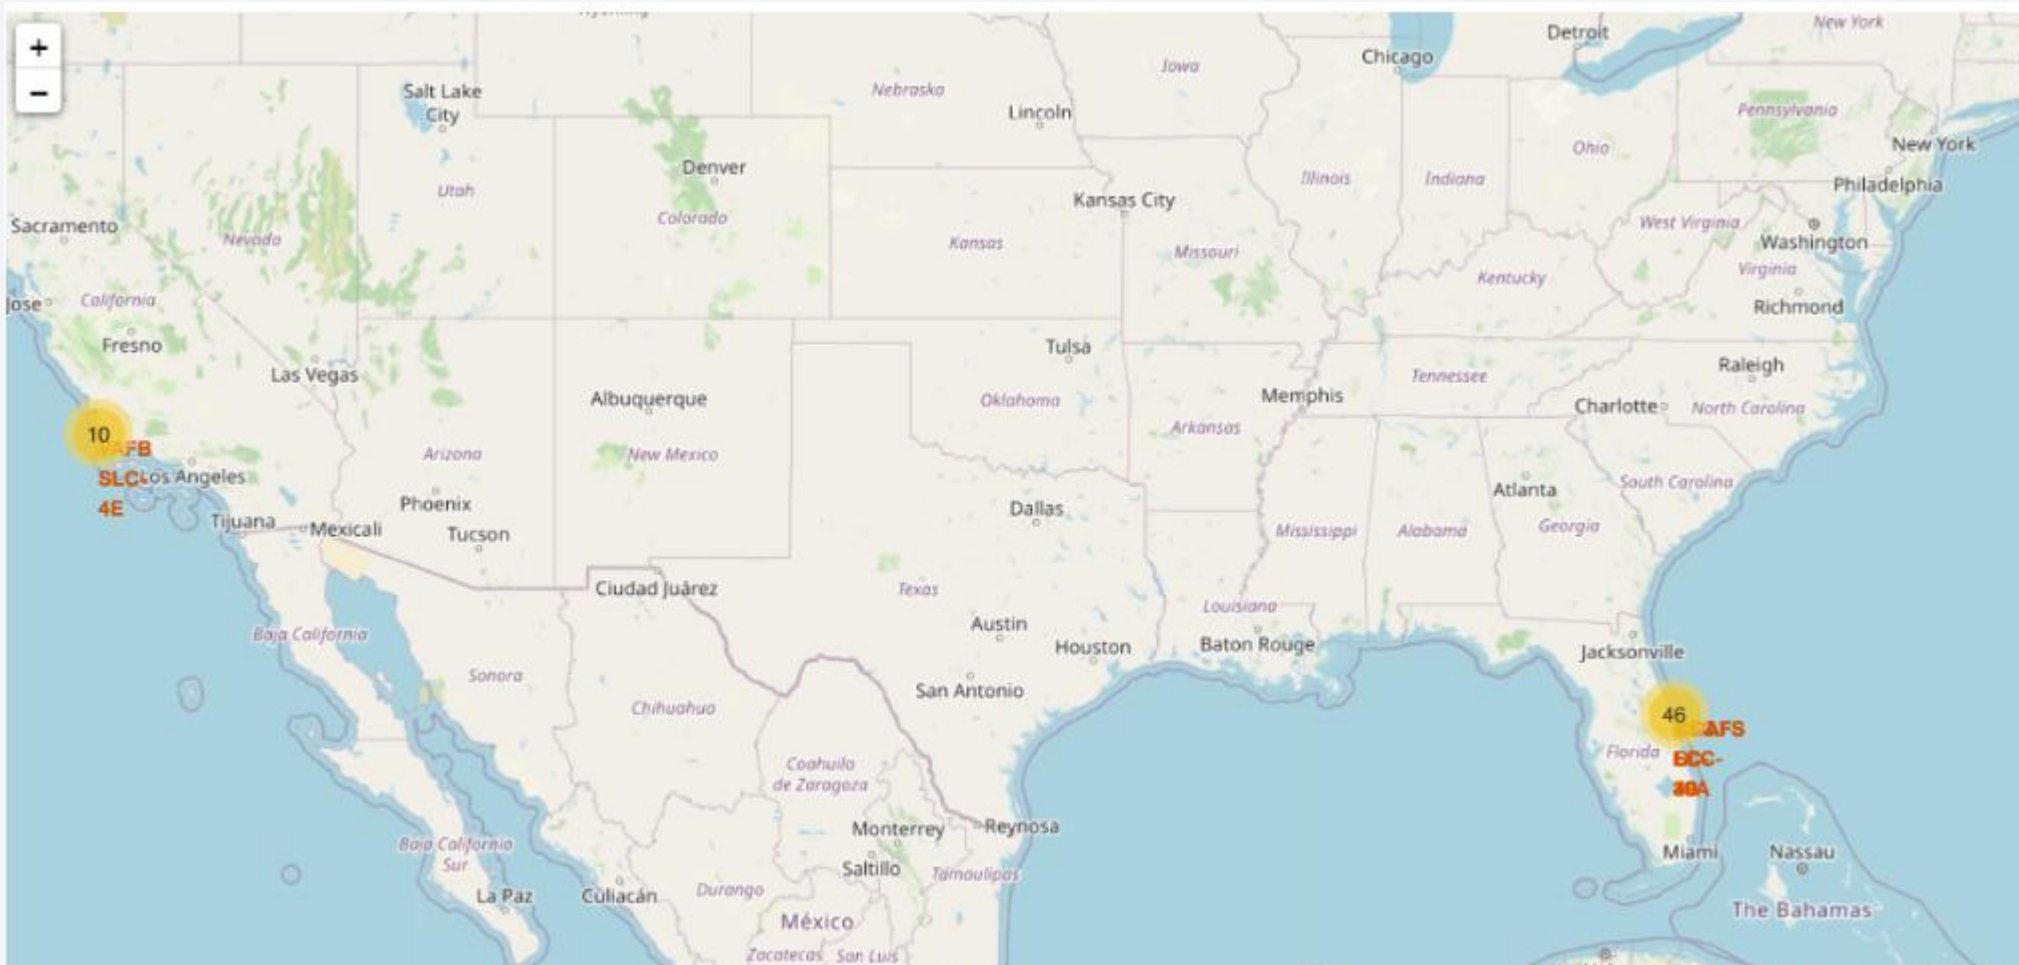 +
−
New York
Detroit
Chicago
Iowa
Salt Lake
City
Nebraska
Lincoln
Pennsylvania
New York
Ohio
Denver
Utah
Illinois
Indiana
Philadelphia
Kansas City
Colorado
Sacramento
Nevada
West Virginia
Washington
Kansas
Missouri
Virginia
Kentucky
California
Jose
Richmond
Fresno
Tulsa
Las Vegas
Raleigh
Tennessee
Albuquerque
Oklahoma
Memphis
Charlotte
North Carolina
Arkansas
10
AFB
Arizona
New Mexico
SLC-
Los Angeles
4E
South Carolina
Atlanta
Phoenix
Dallas
Tijuana
Mexicali
Tucson
Mississippi
Alabama
Georgia
Ciudad Juárez
Texas
Louisiana
Austin
Baja California
Houston
Baton Rouge
Jacksonville
Sonora
San Antonio
Chihuahua
46
AFS
Florida
Coahuila
de Zaragoza
Monterrey
Reynosa
Baja California
Sur
Saltillo
Tamaulipas
Miami
Nassau
La Paz
Culiacán
Durango
The Bahamas
México
Zacatecas
San Luis